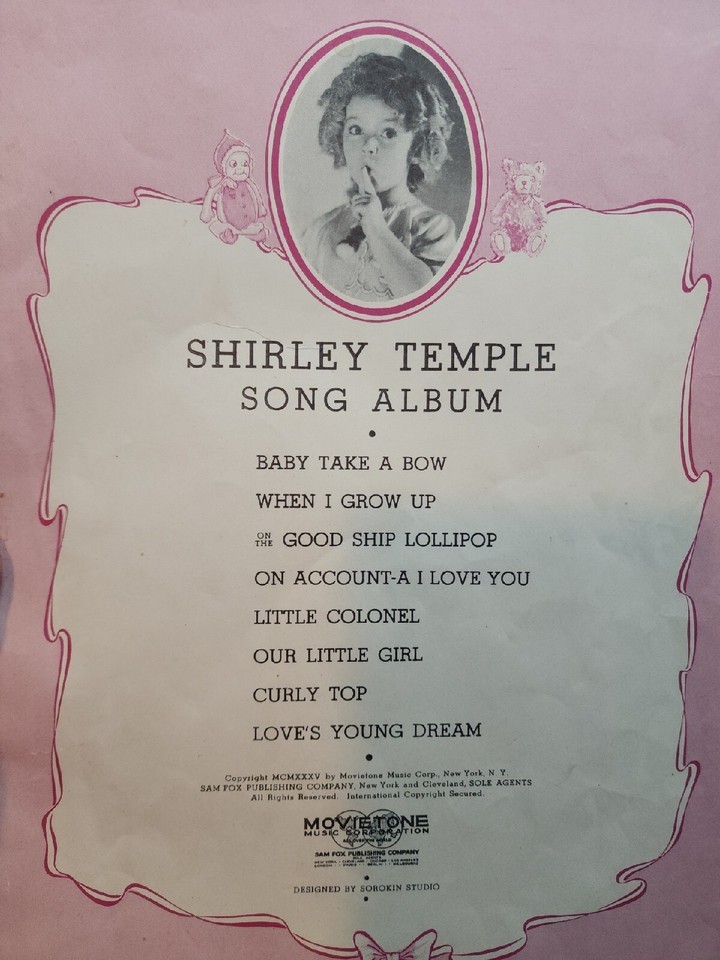 SHIRLEY TEMPLE
SONG ALBUM
BABY TAKE A BOW
WHEN I GROW UP
ON THE GOOD SHIP LOLLIPOP
ON ACCOUNT-A I LOVE YOU
LITTLE COLONEL
OUR LITTLE GIRL
CURLY TOP
LOVE'S YOUNG DREAM
Copyright MCMXXXV by Movietone Music Corp., New York, N. Y.
SAM FOX PUBLISHING COMPANY, New York and Cleveland, SOLE AGENTS
All Rights Reserved. International Copyright Secured.
MOVIETONE
MUSIC CORPORATION
SAM FOX PUBLISHING COMPANY
SOLE AGENTS
DESIGNED BY SOROKIN STUDIO